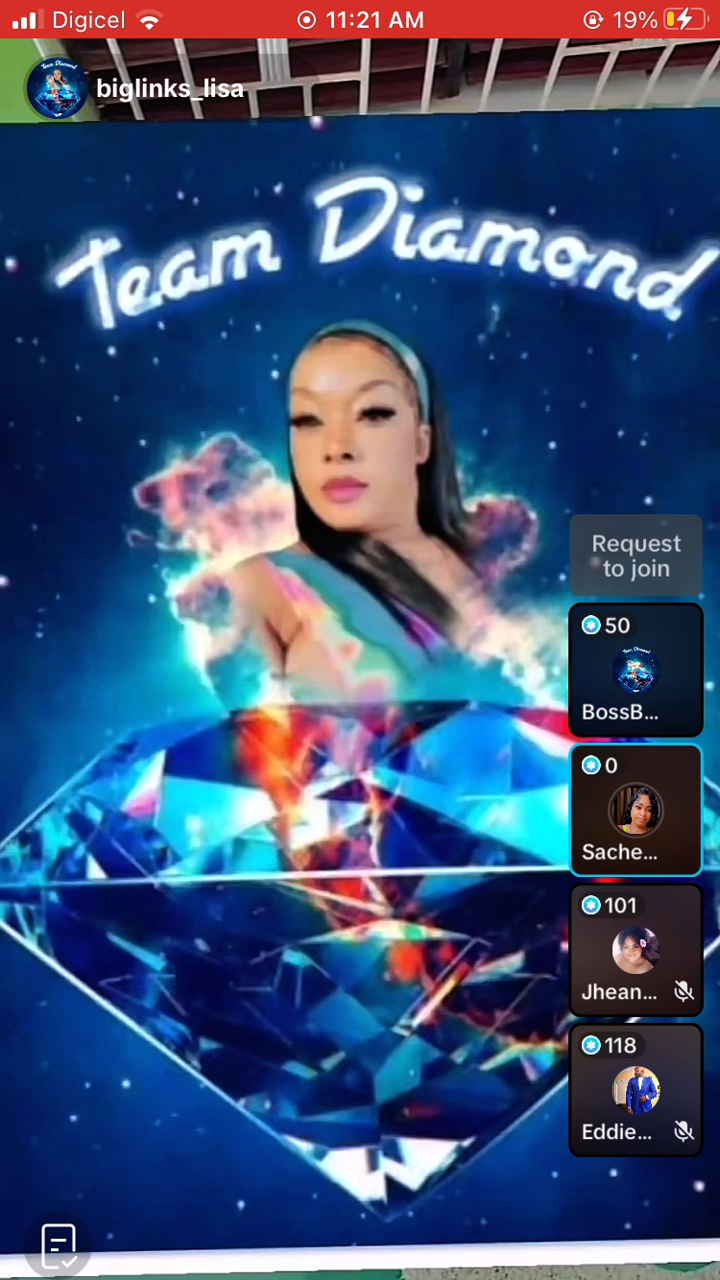 Digicel 11:21 AM 19%
biglinks_lisa
Team Diamond
Request
to join
50
BossB...
0
Sache...
101
Jhean...
118
Eddie...